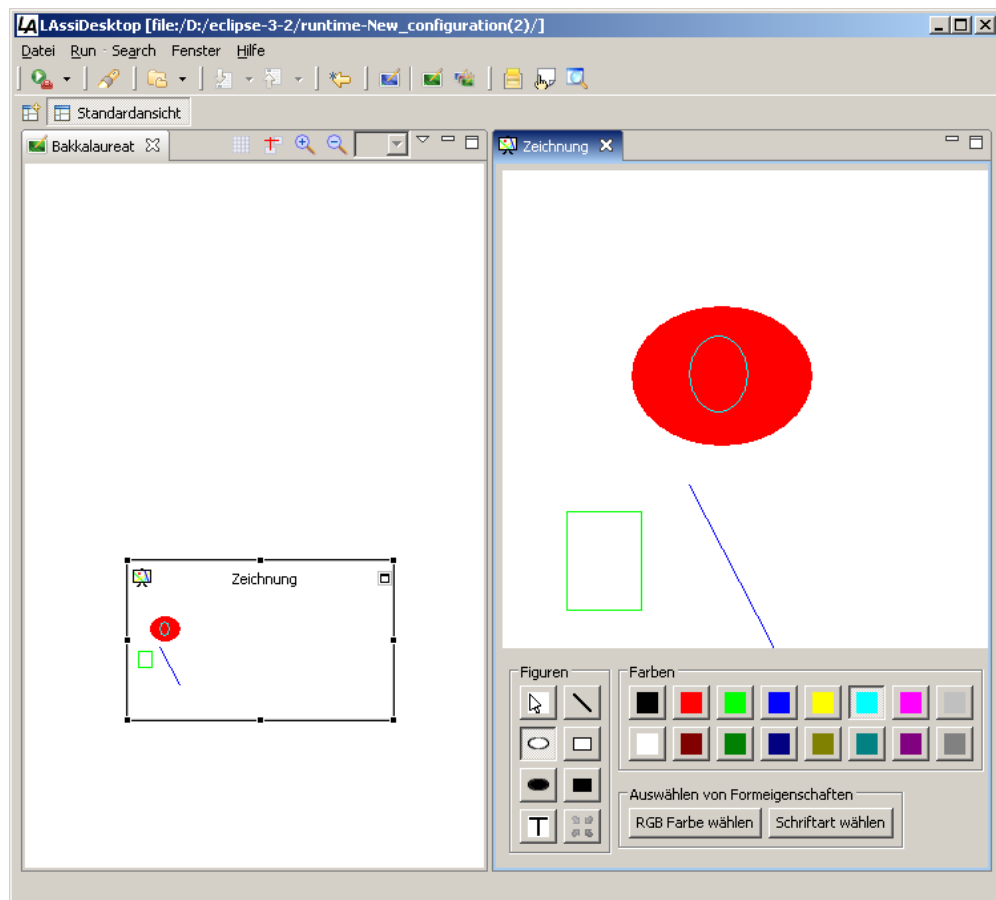 LA LAssiDesktop [file:/D:/eclipse-3-2/runtime-New_configuration(2)/]
Datei Run Search Fenster Hilfe
Standardansicht
Bakkalaureat
Zeichnung
Zeichnung
Figuren
Farben
T
Auswählen von Formeigenschaften
RGB Farbe wählen
Schriftart wählen